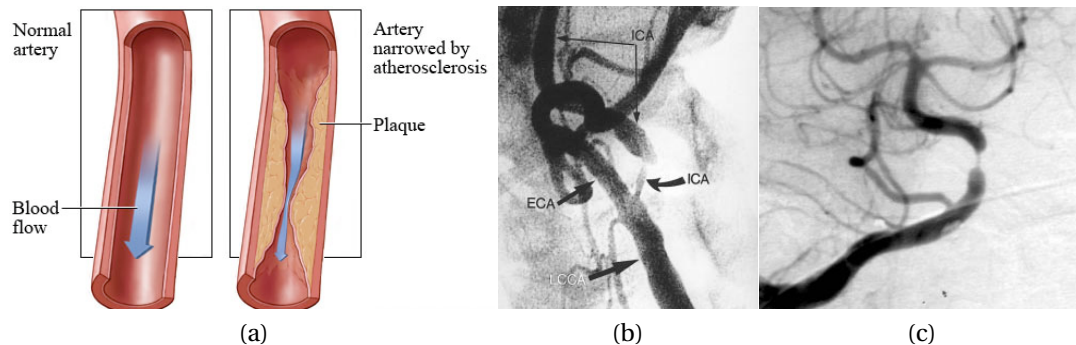 Normal
artery
Blood
flow
Artery
narrowed by
atherosclerosis
Plaque
(a)
ICA
ECA
ICA
LCCA
(b)
(c)